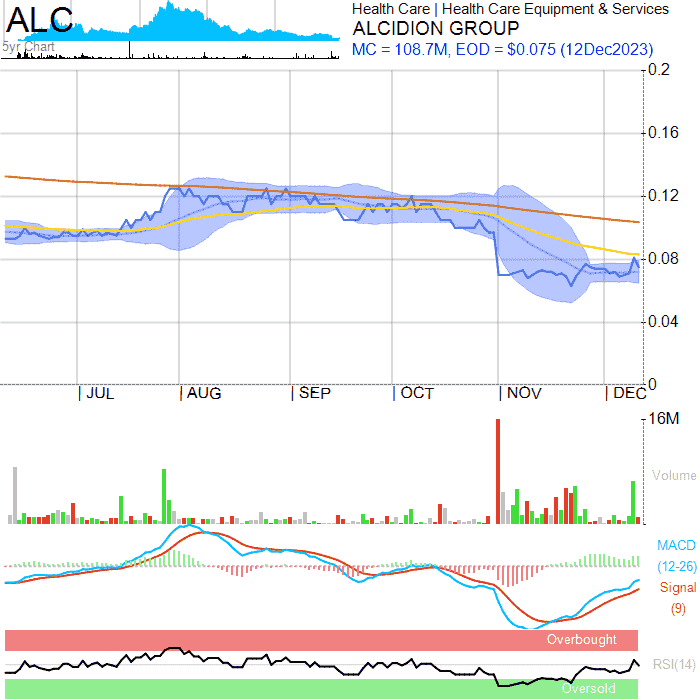 ALC
5yr Chart
Health Care | Health Care Equipment & Services
ALCIDION GROUP
MC = 108.7M, EOD = $0.075 (12Dec2023)
0.2
0.16
0.12
0.08
0.04
0
| JUL | AUG | SEP | OCT | NOV | DEC
16M
Volume
MACD
(12-26)
Signal
(9)
Overbought
RSI(14)
Oversold